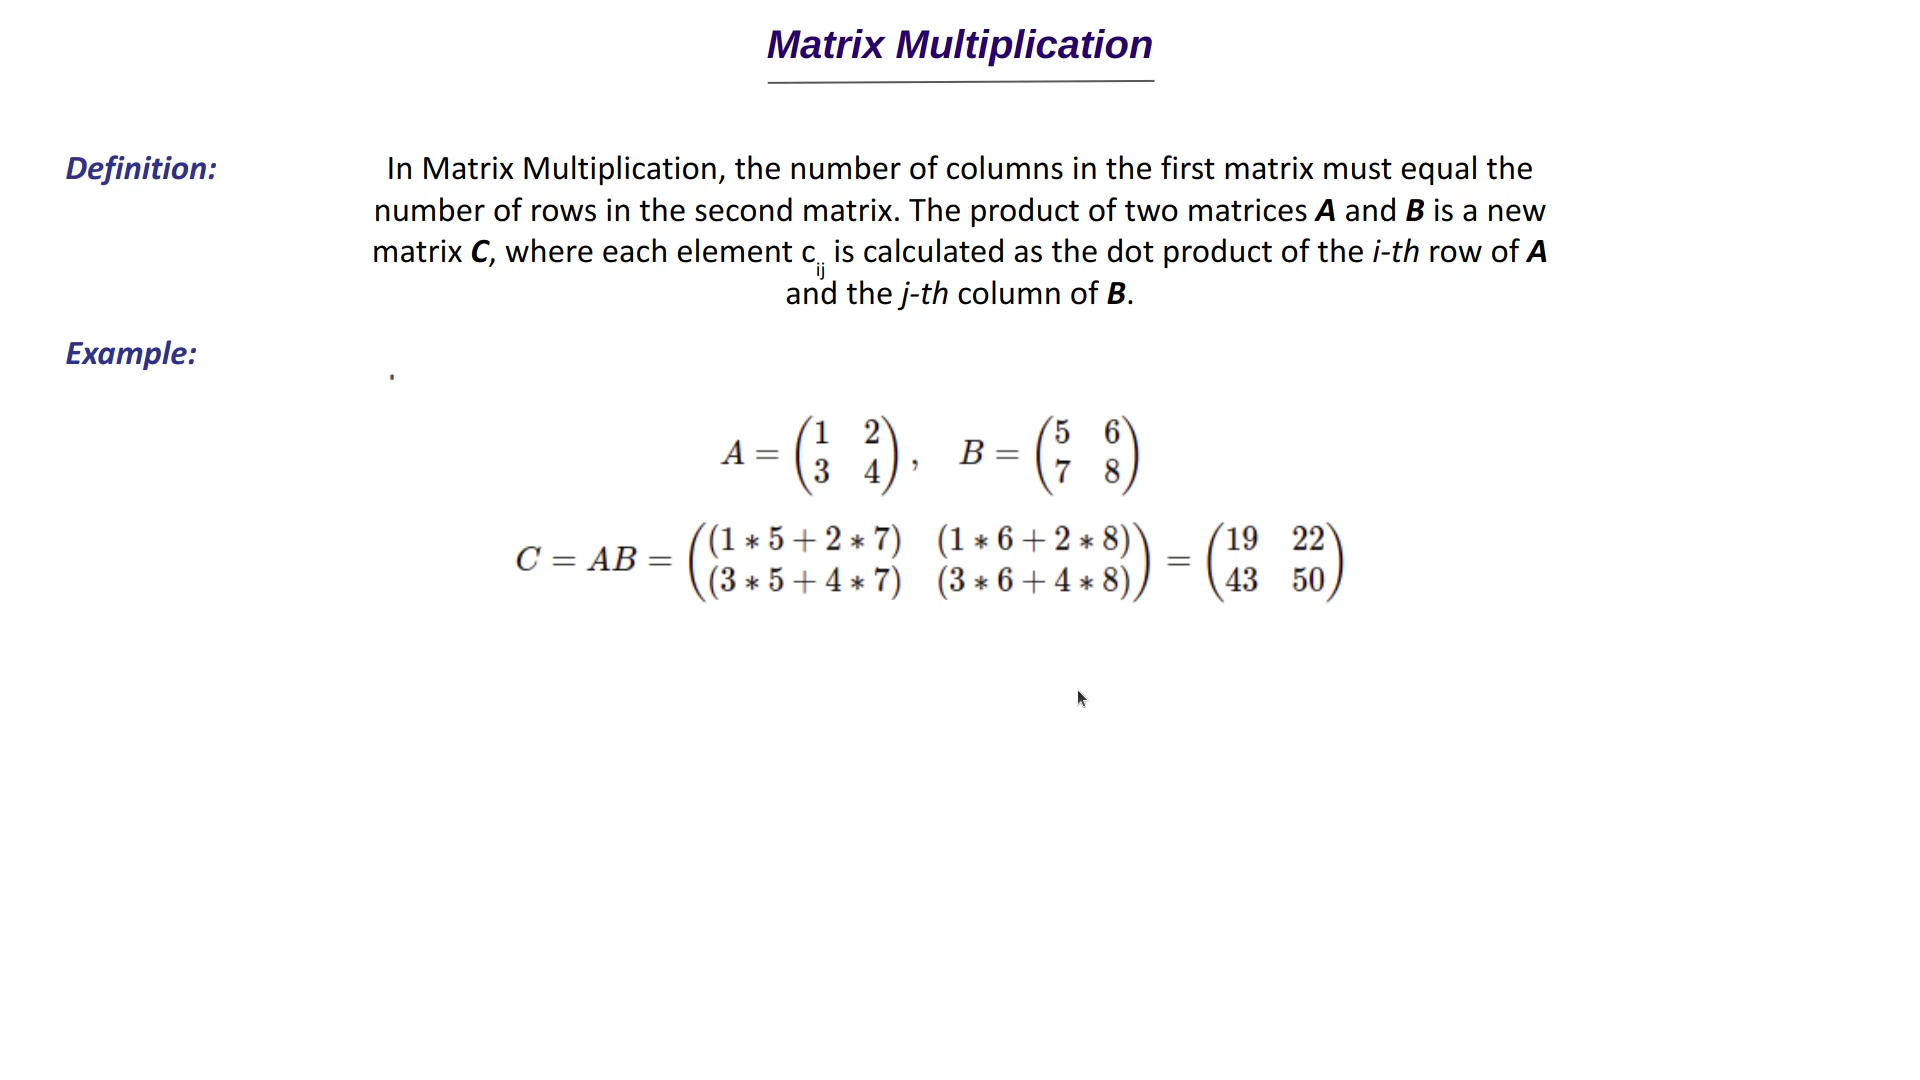 Matrix Multiplication
Definition:
In Matrix Multiplication, the number of columns in the first matrix must equal the
number of rows in the second matrix. The product of two matrices A and B is a new
matrix C, where each element c_ij is calculated as the dot product of the i-th row of A
and the j-th column of B.
Example:
A = (1 2
3 4), B = (5 6
7 8)
C = AB = ((1 * 5 + 2 * 7) (1 * 6 + 2 * 8)
(3 * 5 + 4 * 7) (3 * 6 + 4 * 8)) = (19 22
43 50)